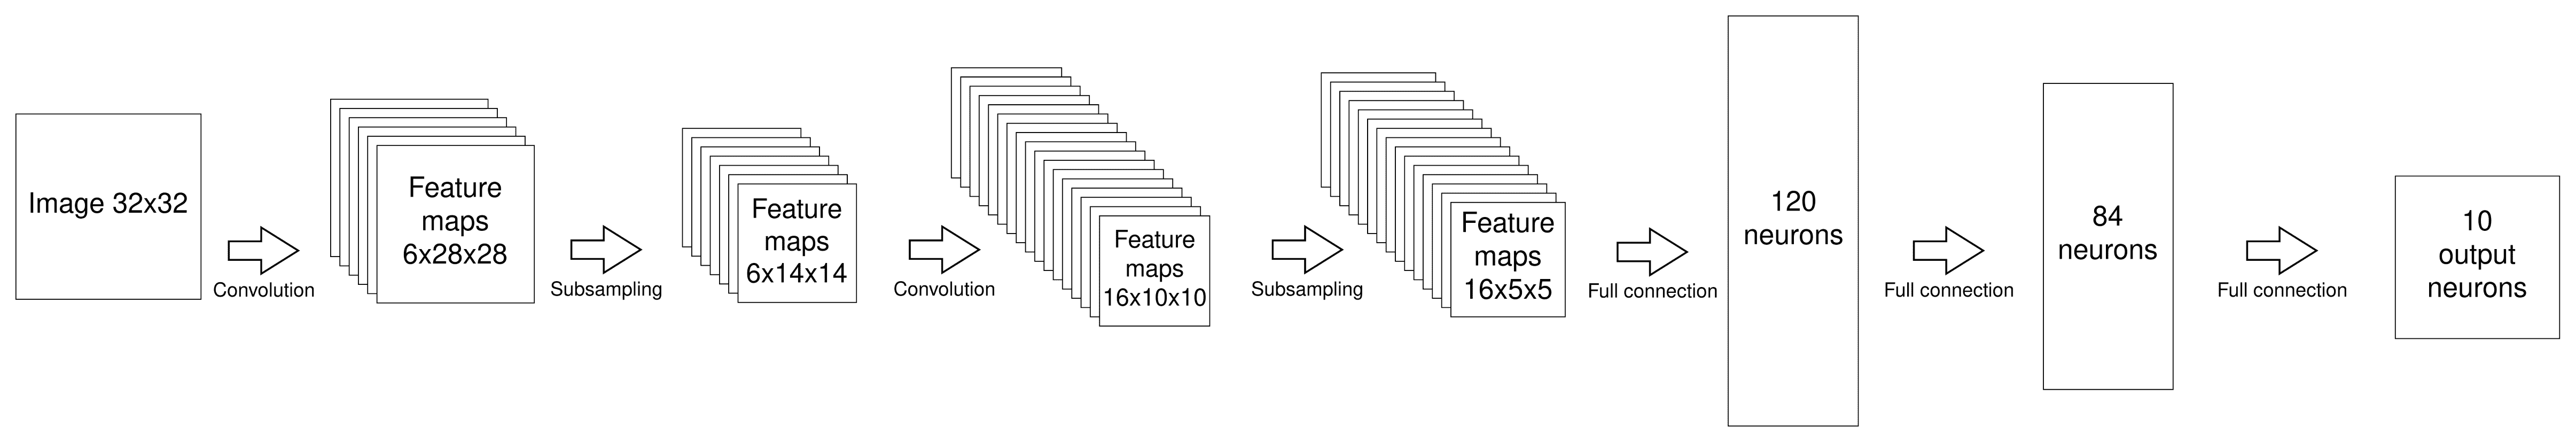 Image 32x32
Convolution
Feature
maps
6x28x28
Subsampling
Feature
maps
6x14x14
Convolution
Feature
maps
16x10x10
Subsampling
Feature
maps
16x5x5
Full connection
120
neurons
Full connection
84
neurons
Full connection
10
output
neurons